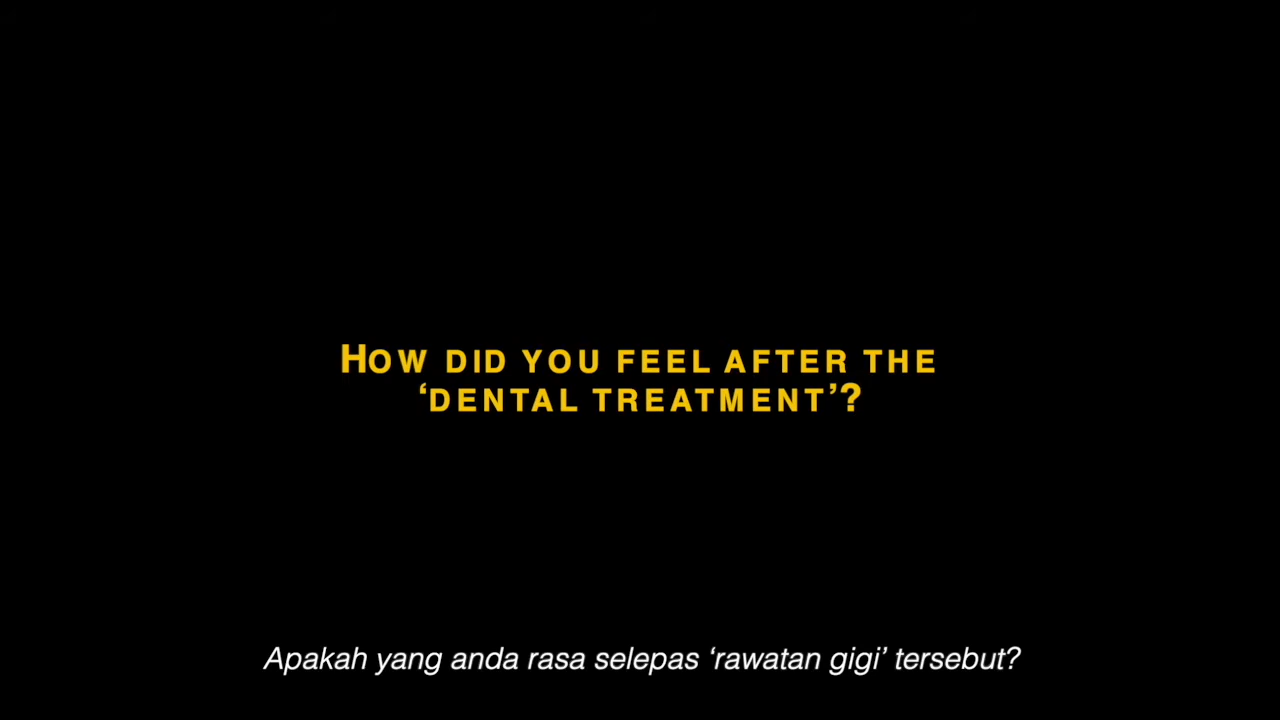 How did you feel after the
‘dental treatment’?
Apakah yang anda rasa selepas ‘rawatan gigi’ tersebut?